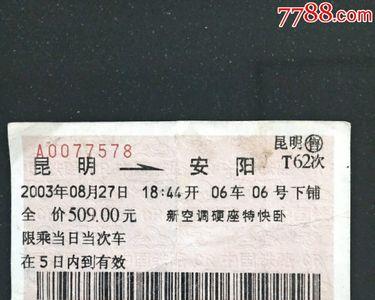 7788.com
昆明售
A0077578
昆 明 → 安 阳 T62次
2003年08月27日 18:44开 06车 06号下铺
全 价509.00元 新空调硬座特快卧
限乘当日当次车
在5日内到有效